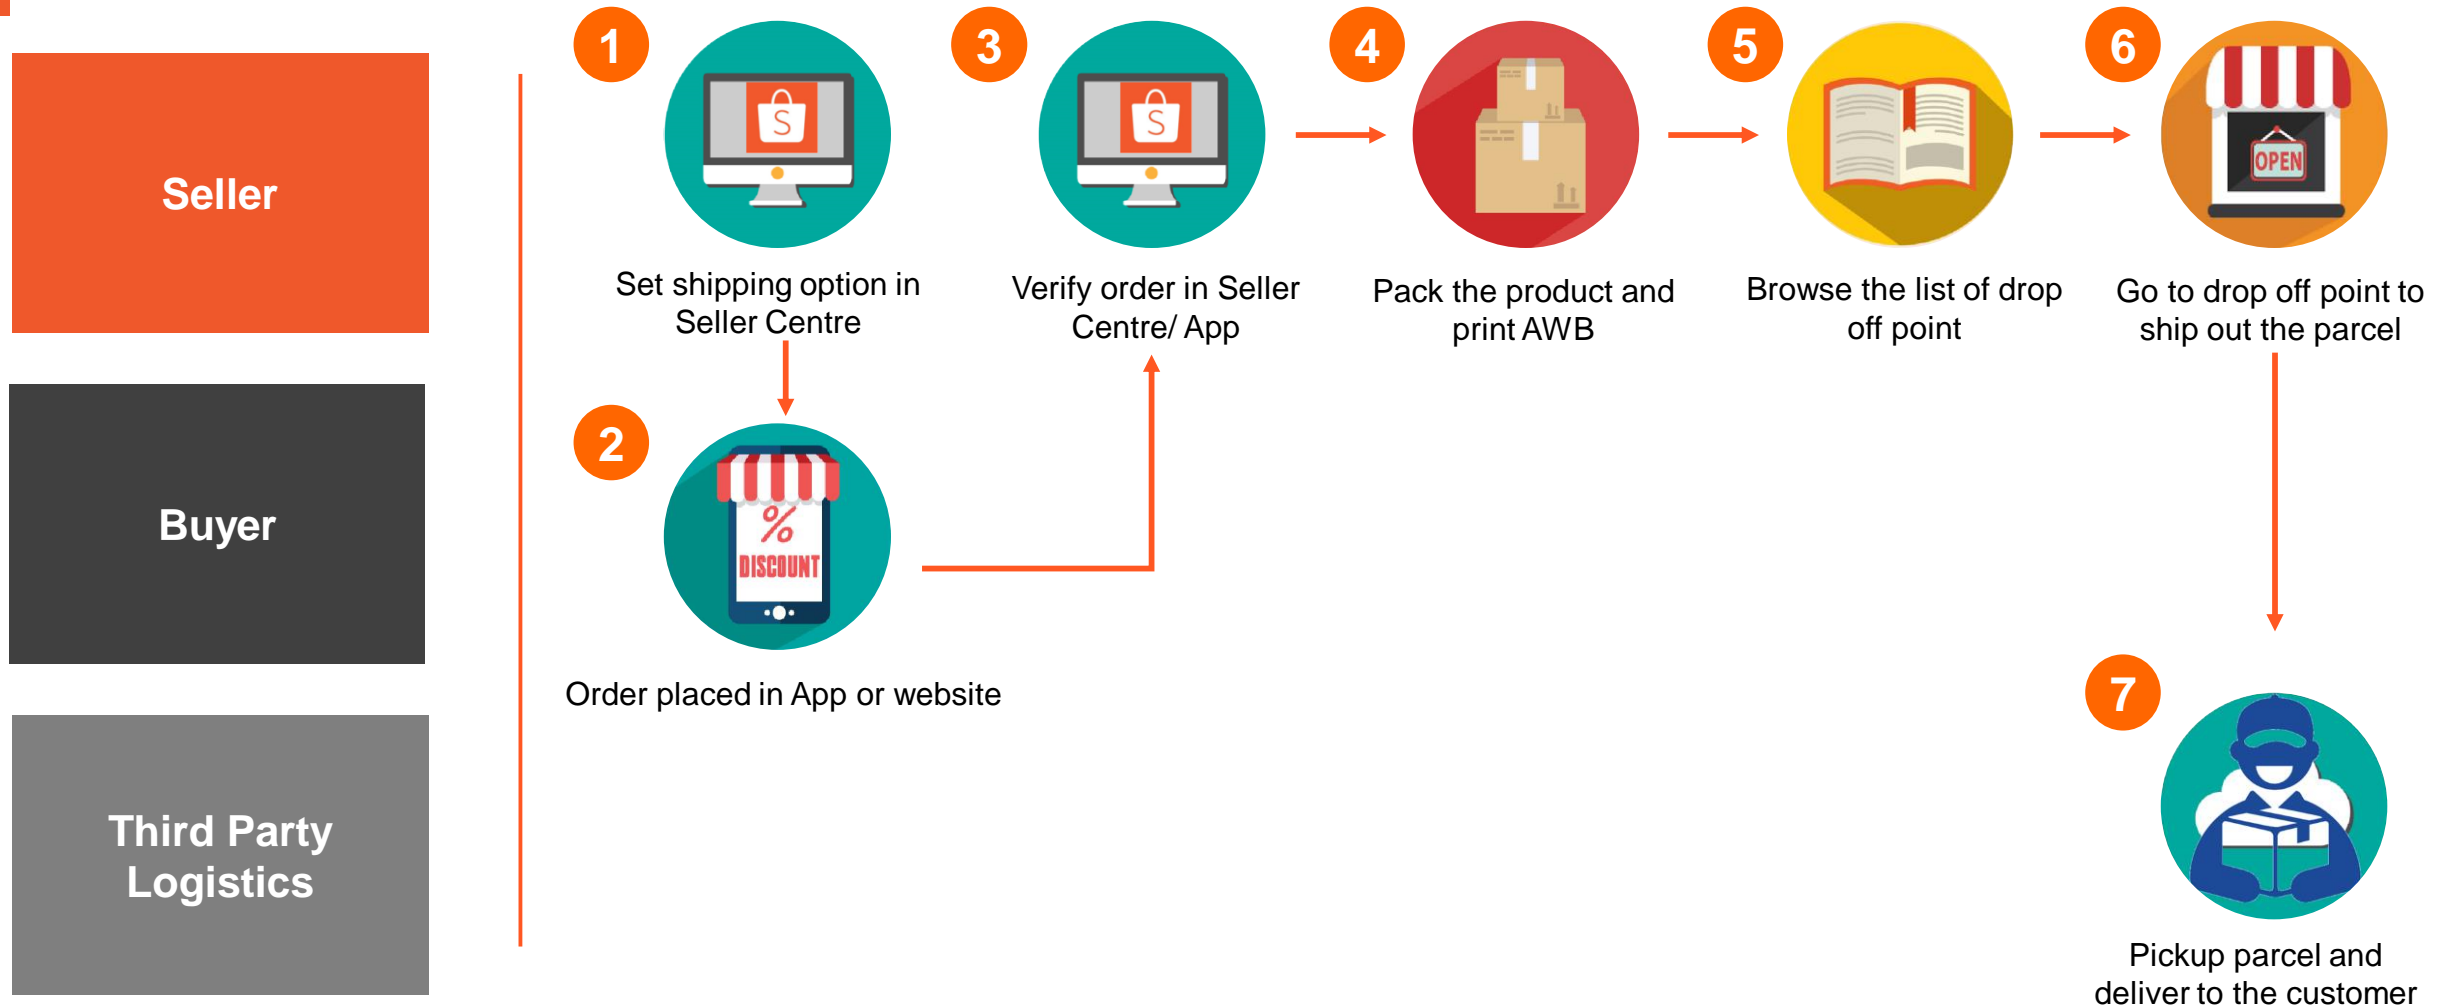 Seller
Buyer
Third Party
Logistics
1
S
Set shipping option in
Seller Centre
2
%
DISCOUNT
Order placed in App or website
3
S
Verify order in Seller
Centre/ App
4
Pack the product and
print AWB
5
Browse the list of drop
off point
6
OPEN
Go to drop off point to
ship out the parcel
7
Pickup parcel and
deliver to the customer